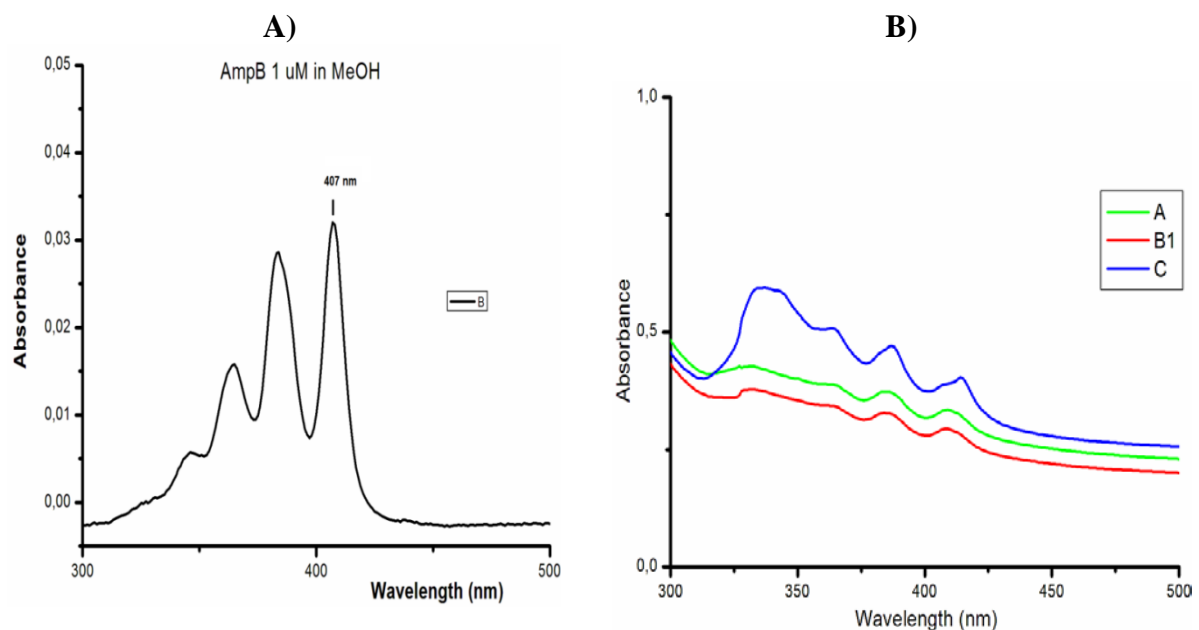 A)
AmpB 1 uM in MeOH
0,05
0,04
0,03
0,02
0,01
0,00
Absorbance
407 nm
B
300
400
500
Wavelength (nm)
B)
1,0
0,5
0,0
Absorbance
A
B1
C
300
350
400
450
500
Wavelength (nm)